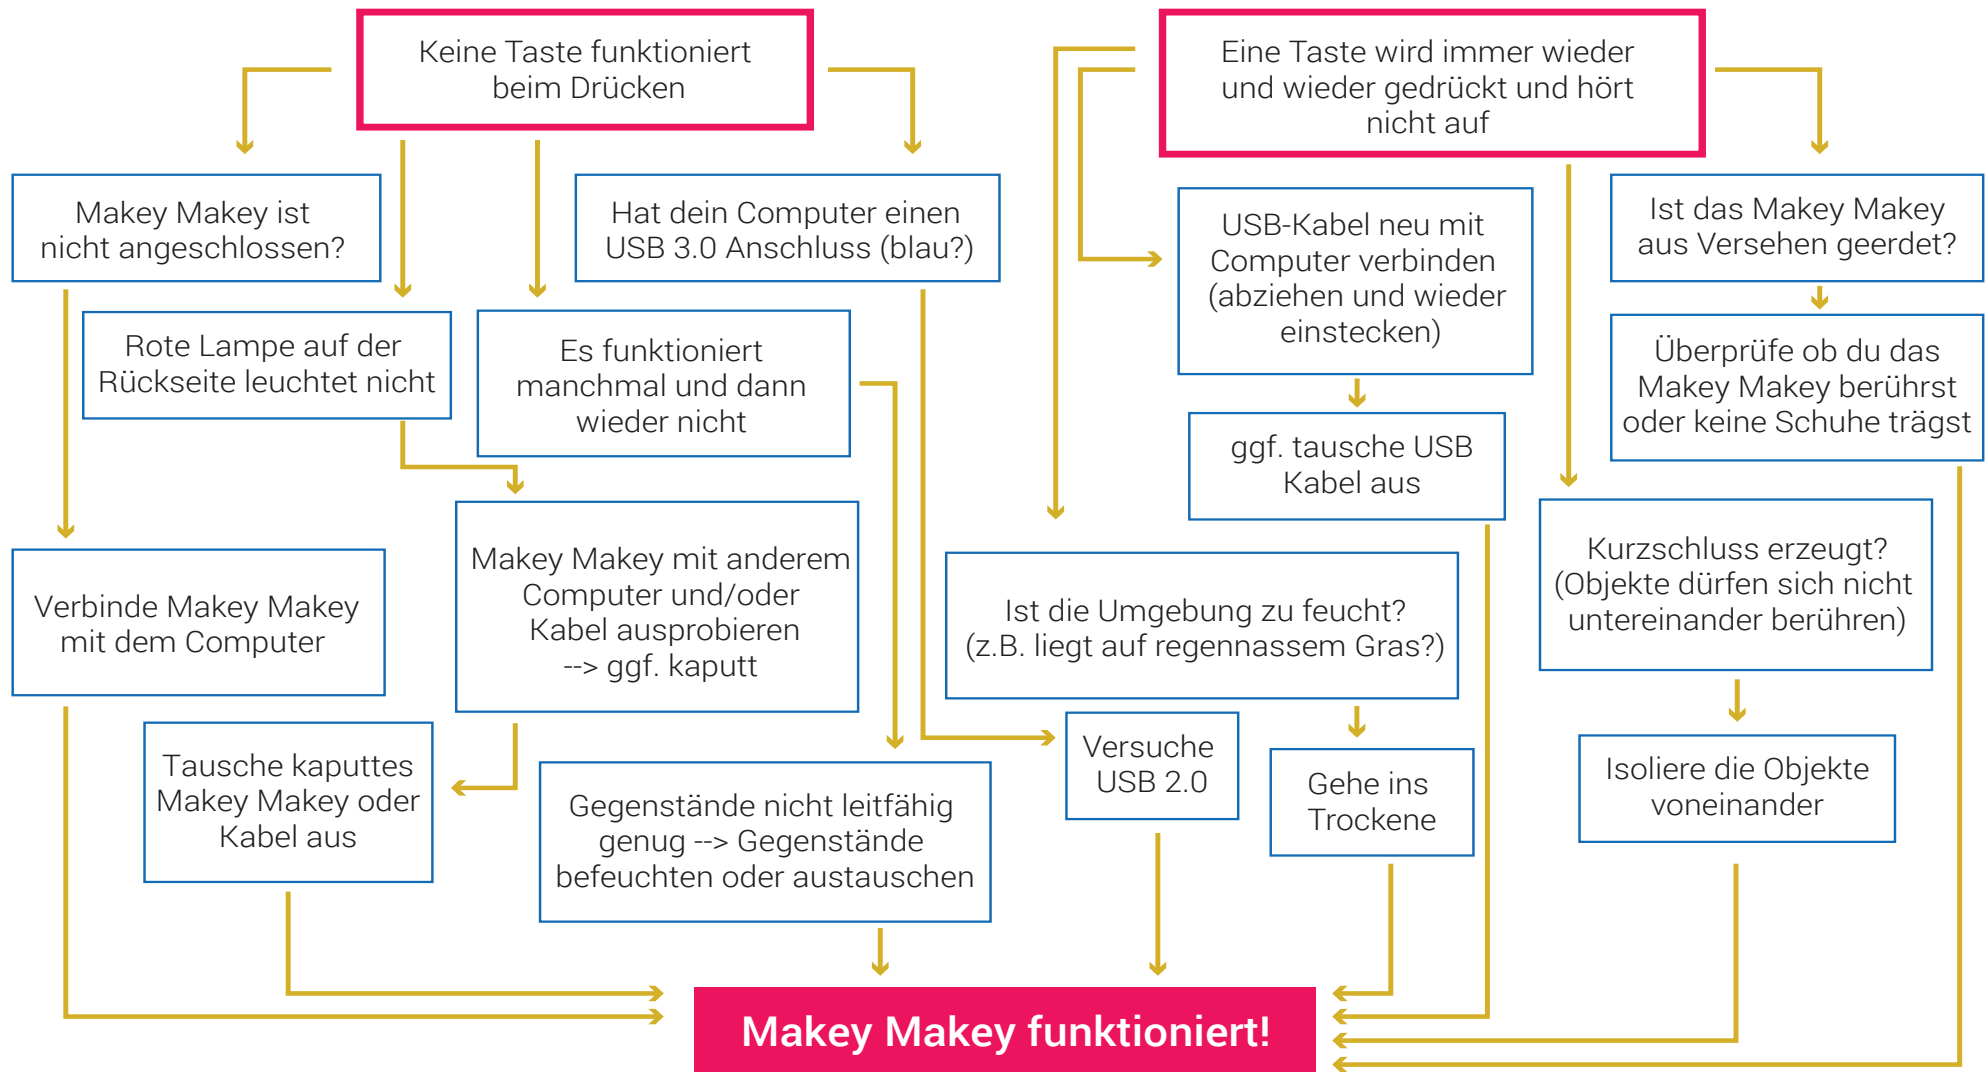 Keine Taste funktioniert
beim Drücken
Eine Taste wird immer wieder
und wieder gedrückt und hört
nicht auf
Makey Makey ist
nicht angeschlossen?
Hat dein Computer einen
USB 3.0 Anschluss (blau?)
USB-Kabel neu mit
Computer verbinden
(abziehen und wieder
einstecken)
Ist das Makey Makey
aus Versehen geerdet?
Rote Lampe auf der
Rückseite leuchtet nicht
Es funktioniert
manchmal und dann
wieder nicht
Überprüfe ob du das
Makey Makey berührst
oder keine Schuhe trägst
ggf. tausche USB
Kabel aus
Makey Makey mit anderem
Computer und/oder
Kabel ausprobieren
--> ggf. kaputt
Kurzschluss erzeugt?
(Objekte dürfen sich nicht
untereinander berühren)
Verbinde Makey Makey
mit dem Computer
Ist die Umgebung zu feucht?
(z.B. liegt auf regennassem Gras?)
Tausche kaputtes
Makey Makey oder
Kabel aus
Gegenstände nicht leitfähig
genug --> Gegenstände
befeuchten oder austauschen
Versuche
USB 2.0
Gehe ins
Trockene
Isoliere die Objekte
voneinander
Makey Makey funktioniert!